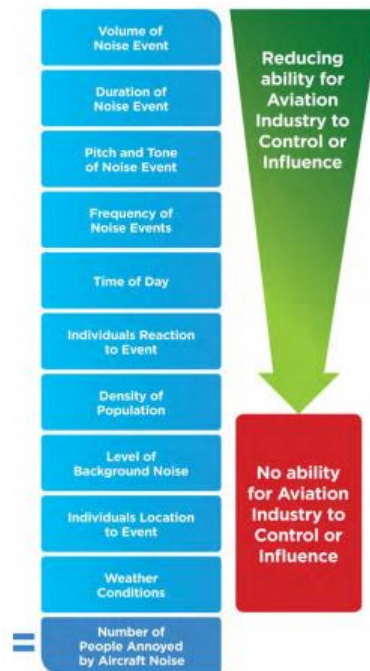 Volume of
Noise Event
Duration of
Noise Event
Pitch and Tone
of Noise Event
Frequency of
Noise Events
Time of Day
Individuals Reaction
to Event
Density of
Population
Level of
Background Noise
Individuals Location
to Event
Weather
Conditions
=
Number of
People Annoyed
by Aircraft Noise
Reducing
ability for
Aviation
Industry to
Control or
Influence
No ability
for Aviation
Industry to
Control or
Influence